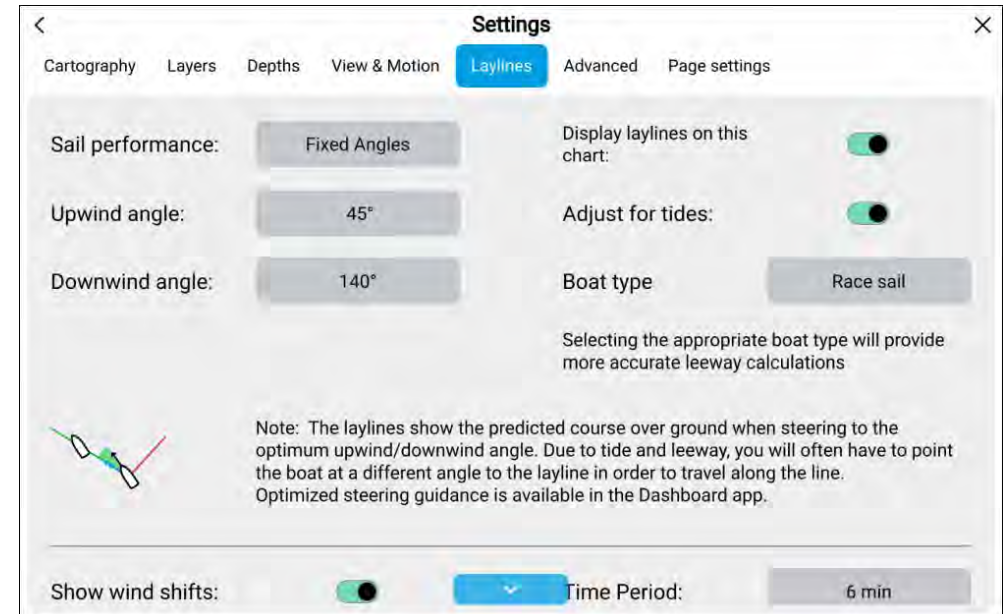 Settings
Cartography Layers Depths View & Motion Laylines Advanced Page settings
Sail performance: Fixed Angles
Display laylines on this
chart:
Upwind angle: 45°
Adjust for tides:
Downwind angle: 140°
Boat type Race sail
Selecting the appropriate boat type will provide
more accurate leeway calculations
Note: The laylines show the predicted course over ground when steering to the
optimum upwind/downwind angle. Due to tide and leeway, you will often have to point
the boat at a different angle to the layline in order to travel along the line.
Optimized steering guidance is available in the Dashboard app.
Show wind shifts:
Time Period: 6 min